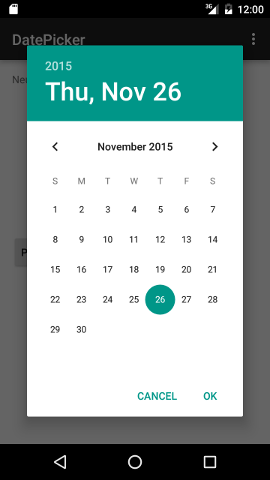 3G 12:00
DatePicker
Ne
P
2015
Thu, Nov 26
November 2015
S M T W T F S
1 2 3 4 5 6 7
8 9 10 11 12 13 14
15 16 17 18 19 20 21
22 23 24 25 26 27 28
29 30
CANCEL OK